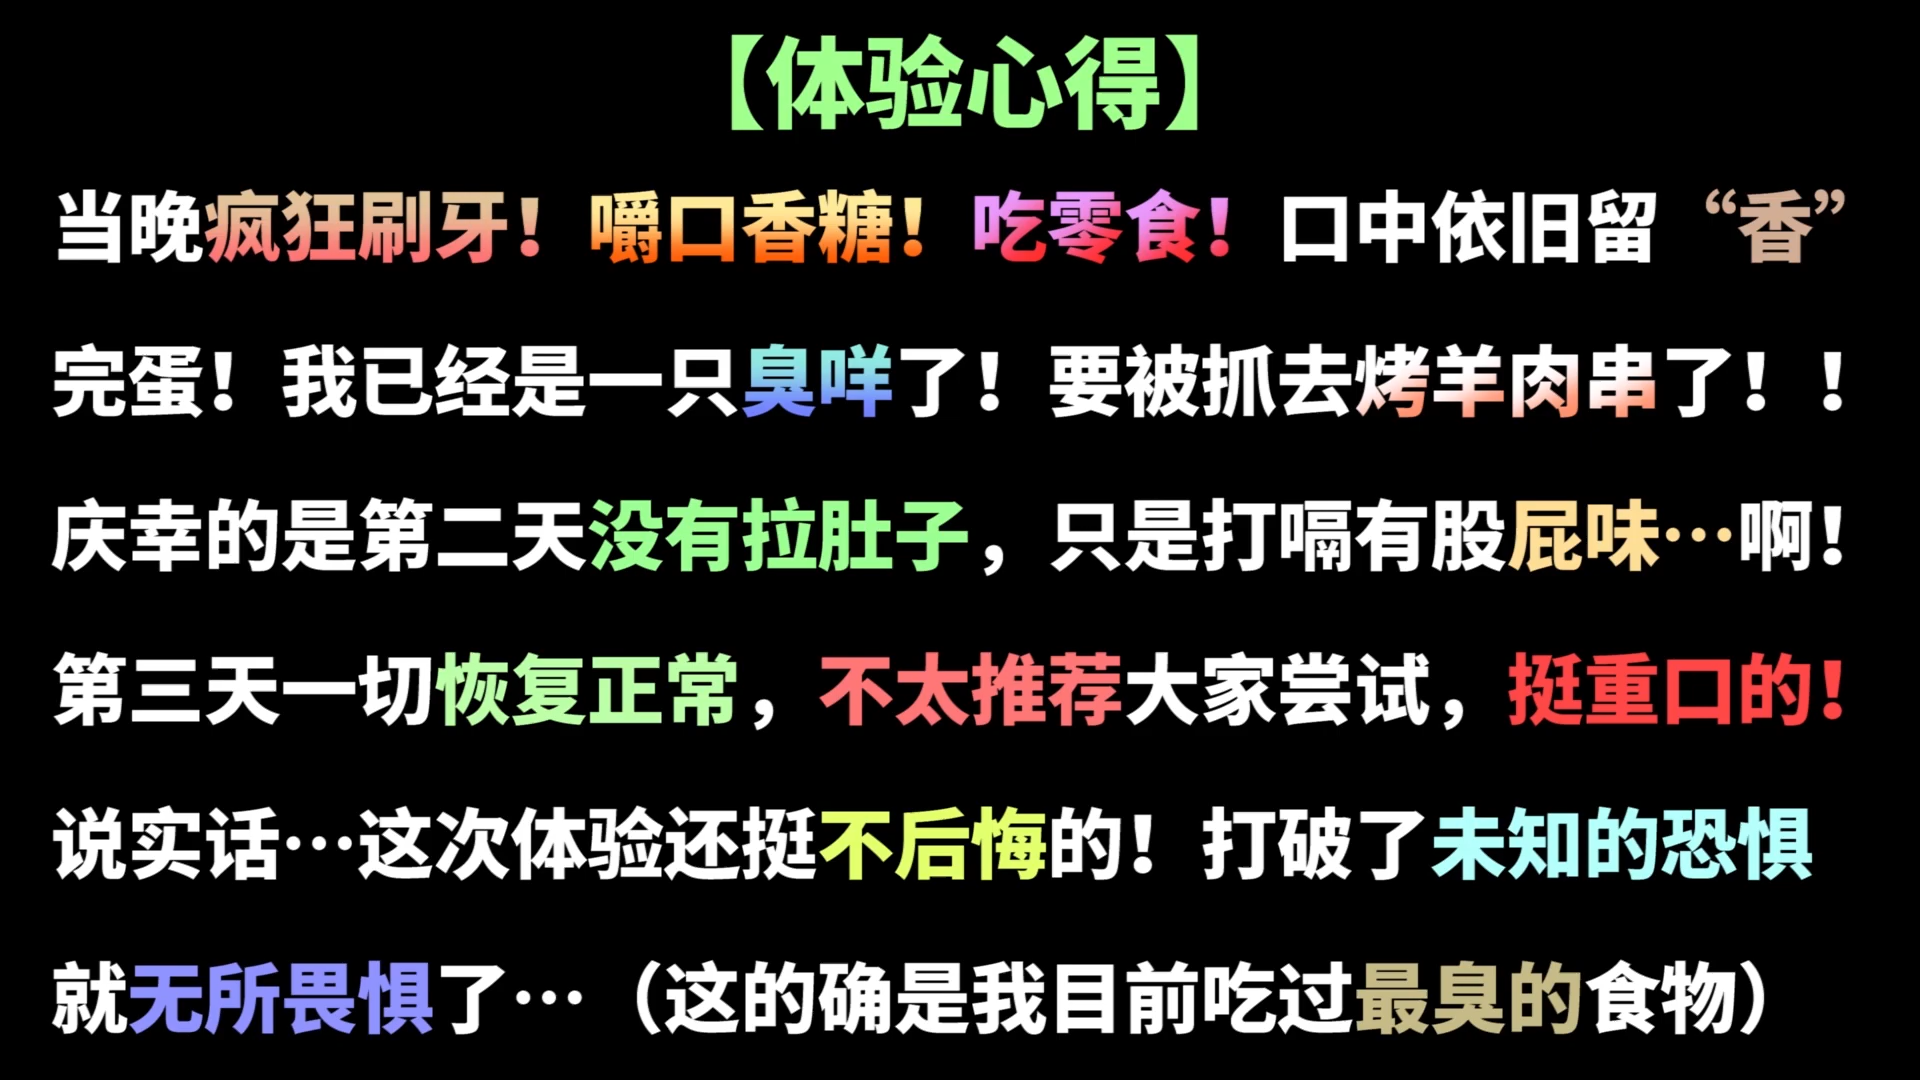 【体验心得】
当晚疯狂刷牙！嚼口香糖！吃零食！口中依旧留“香”
完蛋！我已经是一只臭咩了！要被抓去烤羊肉串了！！
庆幸的是第二天没有拉肚子，只是打嗝有股屁味…啊！
第三天一切恢复正常，不太推荐大家尝试，挺重口的！
说实话…这次体验还挺不后悔的！打破了未知的恐惧
就无所畏惧了…（这的确是我目前吃过最臭的食物）